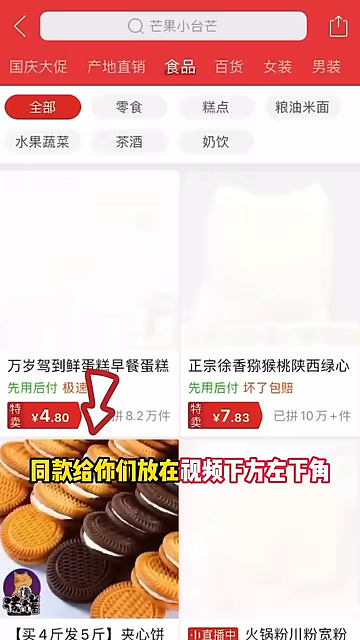 芒果小台芒
国庆大促 产地直销 食品 百货 女装 男装
全部 零食 糕点 粮油米面
水果蔬菜 茶酒 奶饮
万岁驾到鲜蛋糕早餐蛋糕
先用后付 极速
特卖 ¥4.80 拼8.2万件
正宗徐香猕猴桃陕西绿心
先用后付 坏了包赔
特卖 ¥7.83 已拼10万+件
同款给你们放在视频下方左下角
【买4斤发5斤】夹心饼
直播中 火锅粉川粉宽粉